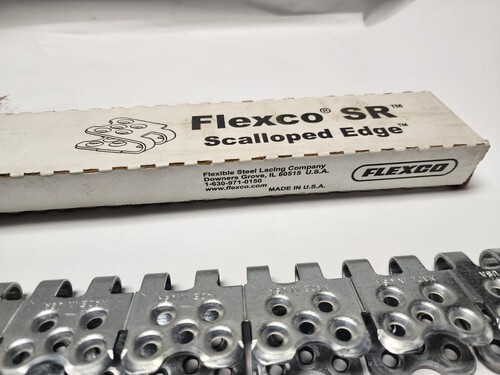 Flexco® SR™
Scalloped Edge™
Flexible Steel Lacing Company
Downers Grove, IL 60515 U.S.A.
1-630-971-0150
www.flexco.com MADE IN U.S.A.
FLEXCO